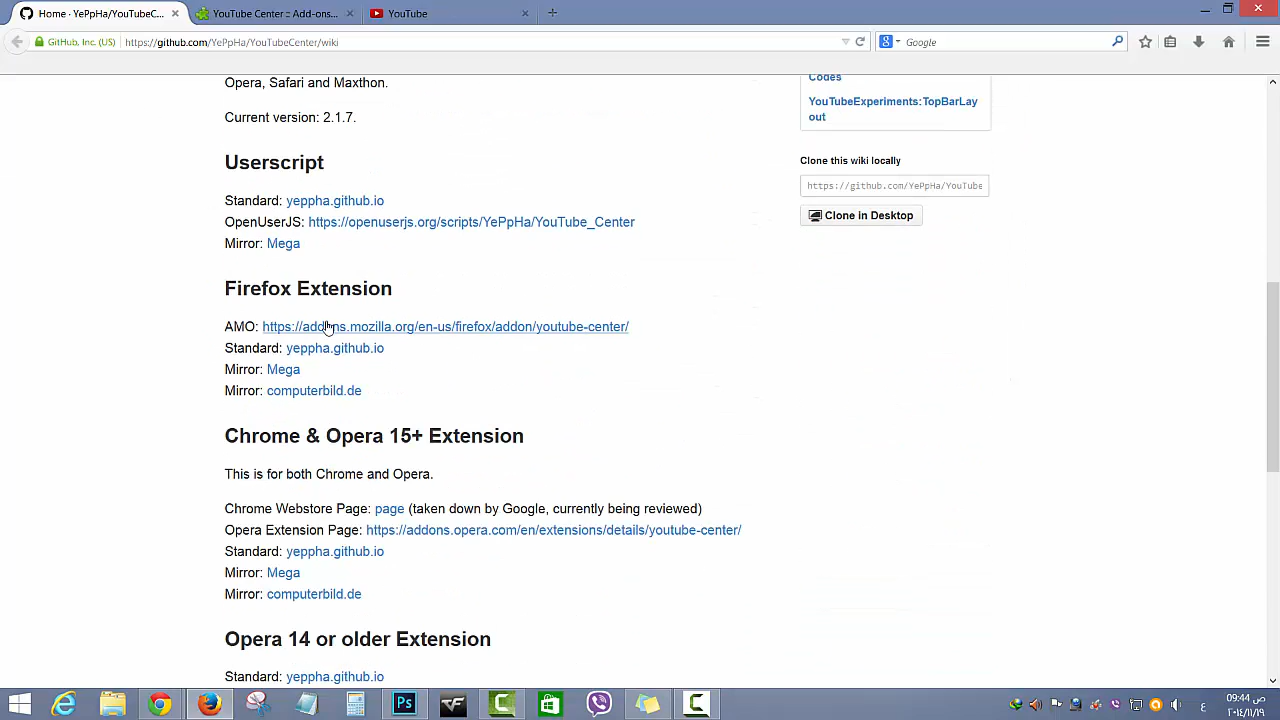 Home · YePpHa/YouTubeC...
YouTube Center :: Add-ons...
YouTube
GitHub, Inc. (US)
https://github.com/YePpHa/YouTubeCenter/wiki
Google
Opera, Safari and Maxthon.
Current version: 2.1.7.
Userscript
Standard: yeppha.github.io
OpenUserJS: https://openuserjs.org/scripts/YePpHa/YouTube_Center
Mirror: Mega
Firefox Extension
AMO: https://addons.mozilla.org/en-us/firefox/addon/youtube-center/
Standard: yeppha.github.io
Mirror: Mega
Mirror: computerbild.de
Chrome & Opera 15+ Extension
This is for both Chrome and Opera.
Chrome Webstore Page: page (taken down by Google, currently being reviewed)
Opera Extension Page: https://addons.opera.com/en/extensions/details/youtube-center/
Standard: yeppha.github.io
Mirror: Mega
Mirror: computerbild.de
Opera 14 or older Extension
Standard: yeppha.github.io
Codes
YouTubeExperiments:TopBarLay
out
Clone this wiki locally
https://github.com/YePpHa/YouTube
Clone in Desktop
Ps
ع
09:44 ص